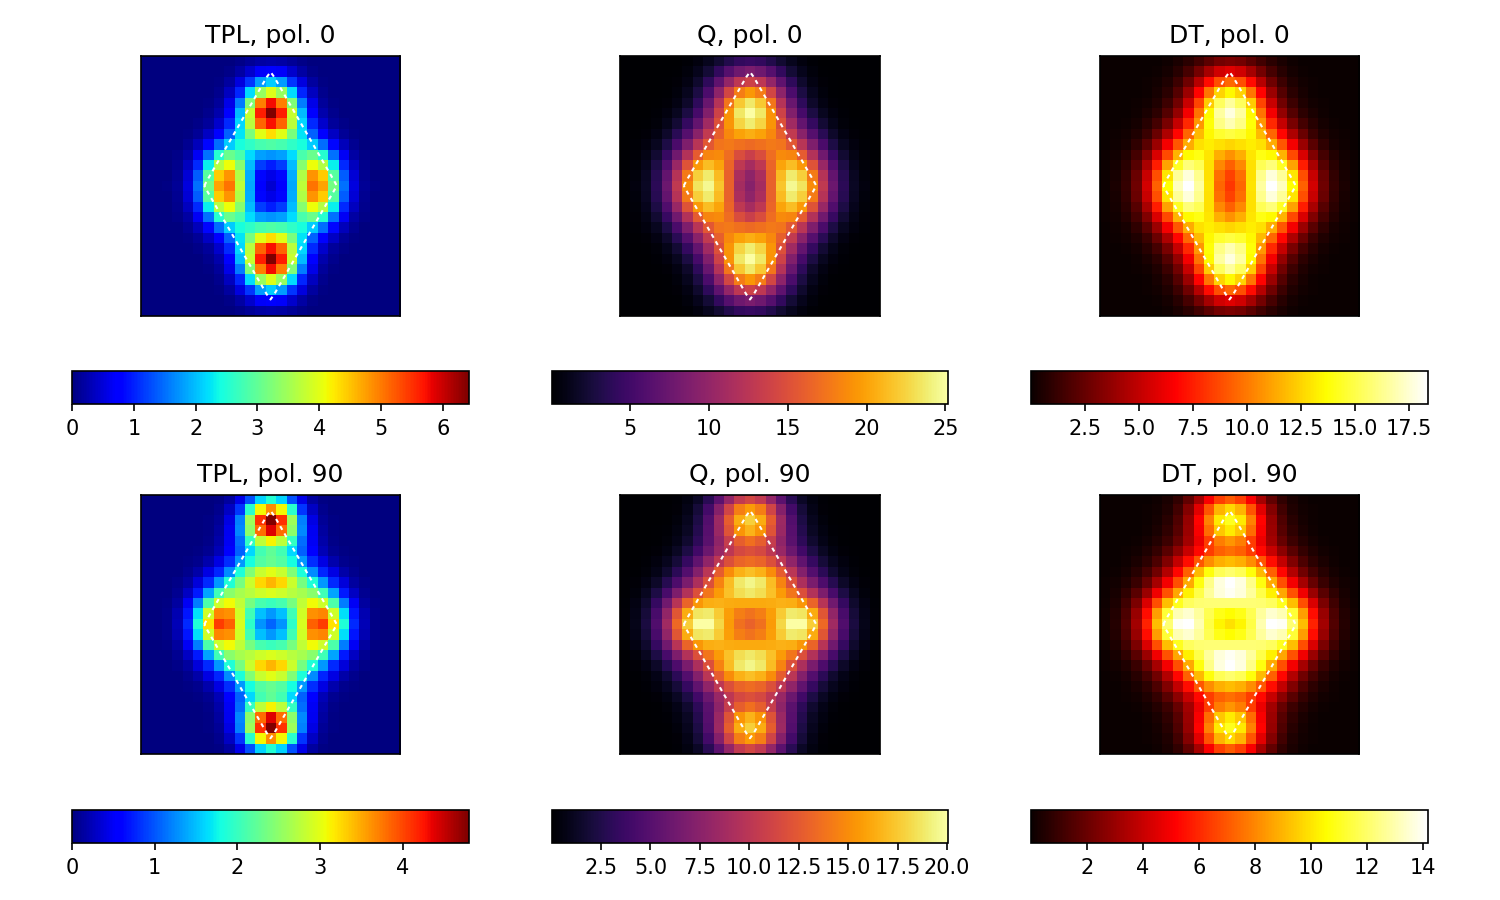 TPL, pol. 0
Q, pol. 0
DT, pol. 0
0 1 2 3 4 5 6
5 10 15 20 25
2.5 5.0 7.5 10.0 12.5 15.0 17.5
TPL, pol. 90
Q, pol. 90
DT, pol. 90
0 1 2 3 4
2.5 5.0 7.5 10.0 12.5 15.0 17.5 20.0
2 4 6 8 10 12 14